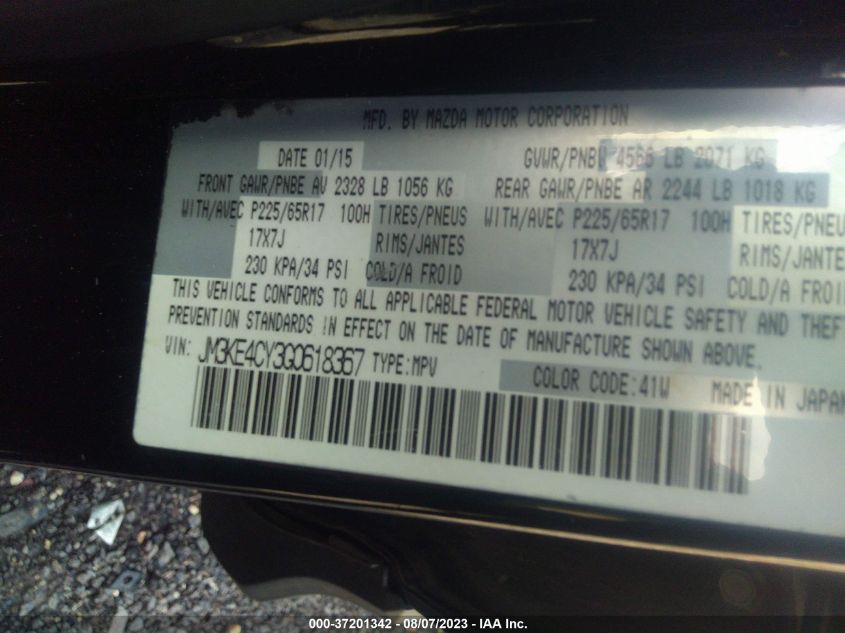 MFD. BY MAZDA MOTOR CORPORATION
DATE 01/15 GVWR/PNBV 4566 LB 2071 KG
FRONT GAWR/PNBE AV 2328 LB 1056 KG REAR GAWR/PNBE AR 2244 LB 1018 KG
WITH/AVEC P225/65R17 100H TIRES/PNEUS WITH/AVEC P225/65R17 100H TIRES/PNEU
17X7J RIMS/JANTES 17X7J RIMS/JANTE
230 KPA/34 PSI COLD/A FROID 230 KPA/34 PSI COLD/A FROI
THIS VEHICLE CONFORMS TO ALL APPLICABLE FEDERAL MOTOR VEHICLE SAFETY AND THEF
PREVENTION STANDARDS IN EFFECT ON THE DATE OF MANUFACTURE SHOWN ABOVE.
VIN: JM3KE4CY3G0618367 TYPE:MPV
COLOR CODE:41W MADE IN JAPAN
000-37201342 - 08/07/2023 - IAA Inc.